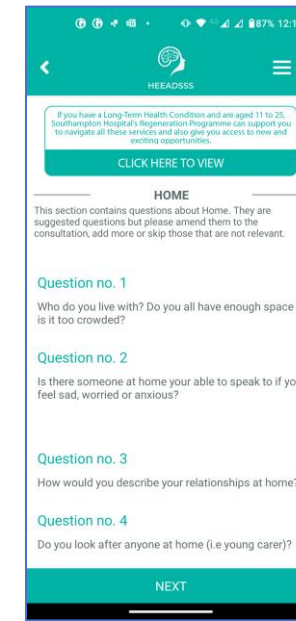 87% 12:1
HEEADSSS
If you have a Long-Term Health Condition and are aged 11 to 25,
Southampton Hospital's Regeneration Programme can support you
to navigate all these services and also give you access to new and
exciting opportunities.
CLICK HERE TO VIEW
HOME
This section contains questions about Home. They are
suggested questions but please amend them to the
consultation, add more or skip those that are not relevant.
Question no. 1
Who do you live with? Do you all have enough space
is it too crowded?
Question no. 2
Is there someone at home your able to speak to if yo
feel sad, worried or anxious?
Question no. 3
How would you describe your relationships at home?
Question no. 4
Do you look after anyone at home (i.e young carer)?
NEXT